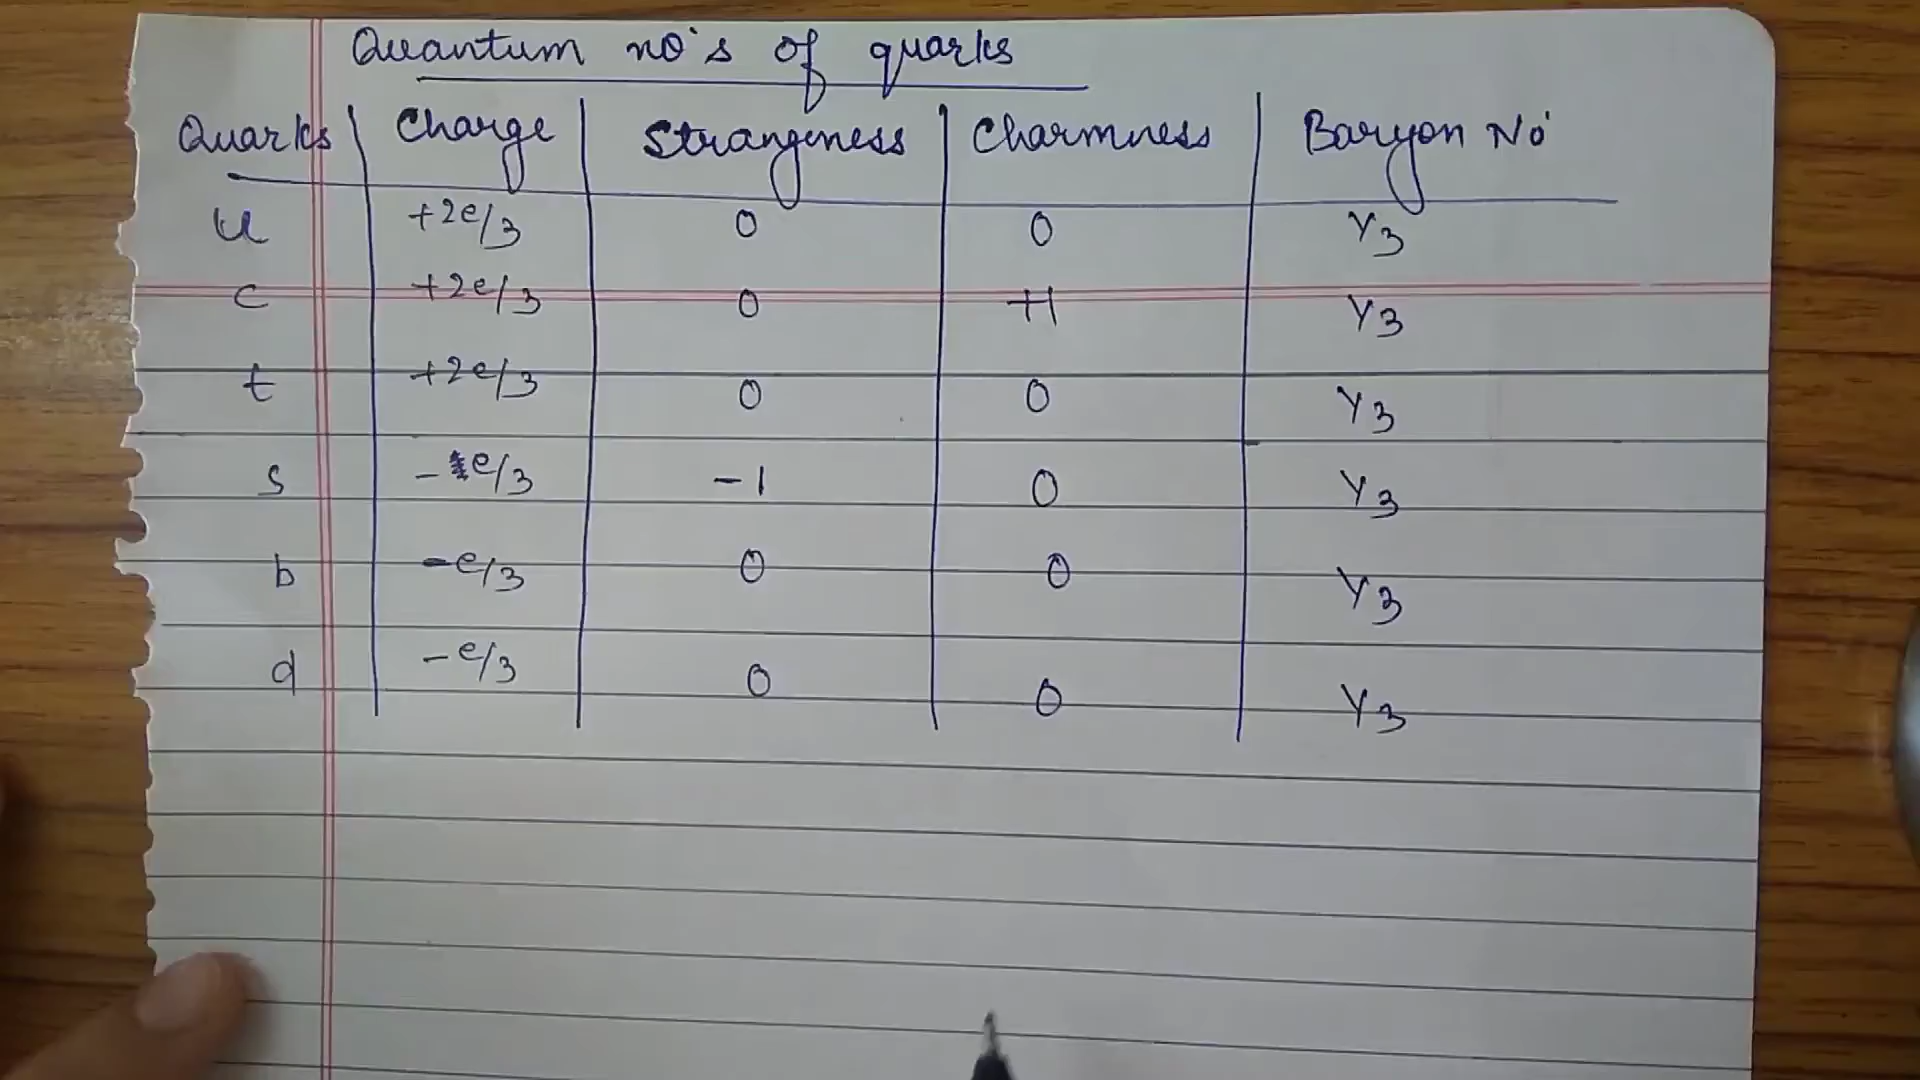 Quantum no's of quarks
Quarks Charge Strangeness Charmness Baryon No
u +2e/3 0 0 1/3
c +2e/3 0 +1 1/3
t +2e/3 0 0 1/3
s -e/3 -1 0 1/3
b -e/3 0 0 1/3
d -e/3 0 0 1/3